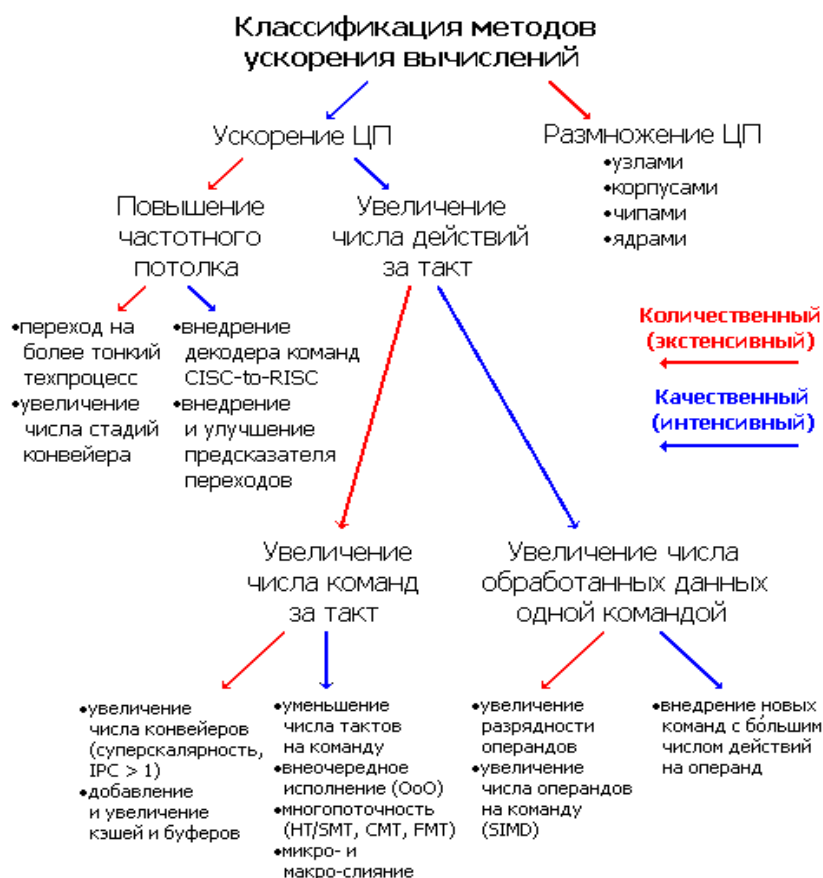 Классификация методов
ускорения вычислений
Ускорение ЦП
Размножение ЦП
•узлами
•корпусами
•чипами
•ядрами
Повышение
частотного
потолка
Увеличение
числа действий
за такт
•переход на
более тонкий
техпроцесс
•увеличение
числа стадий
конвейера
•внедрение
декодера команд
CISC-to-RISC
•внедрение
и улучшение
предсказателя
переходов
Количественный
(экстенсивный)
Качественный
(интенсивный)
Увеличение
числа команд
за такт
Увеличение числа
обработанных данных
одной командой
•увеличение
числа конвейеров
(суперскалярность,
IPC > 1)
•добавление
и увеличение
кэшей и буферов
•уменьшение
числа тактов
на команду
•внеочередное
исполнение (OoO)
•многопоточность
(HT/SMT, CMT, FMT)
•микро- и
макро-слияние
•увеличение
разрядности
операндов
•увеличение
числа операндов
на команду
(SIMD)
•внедрение новых
команд с бо́льшим
числом действий
на операнд